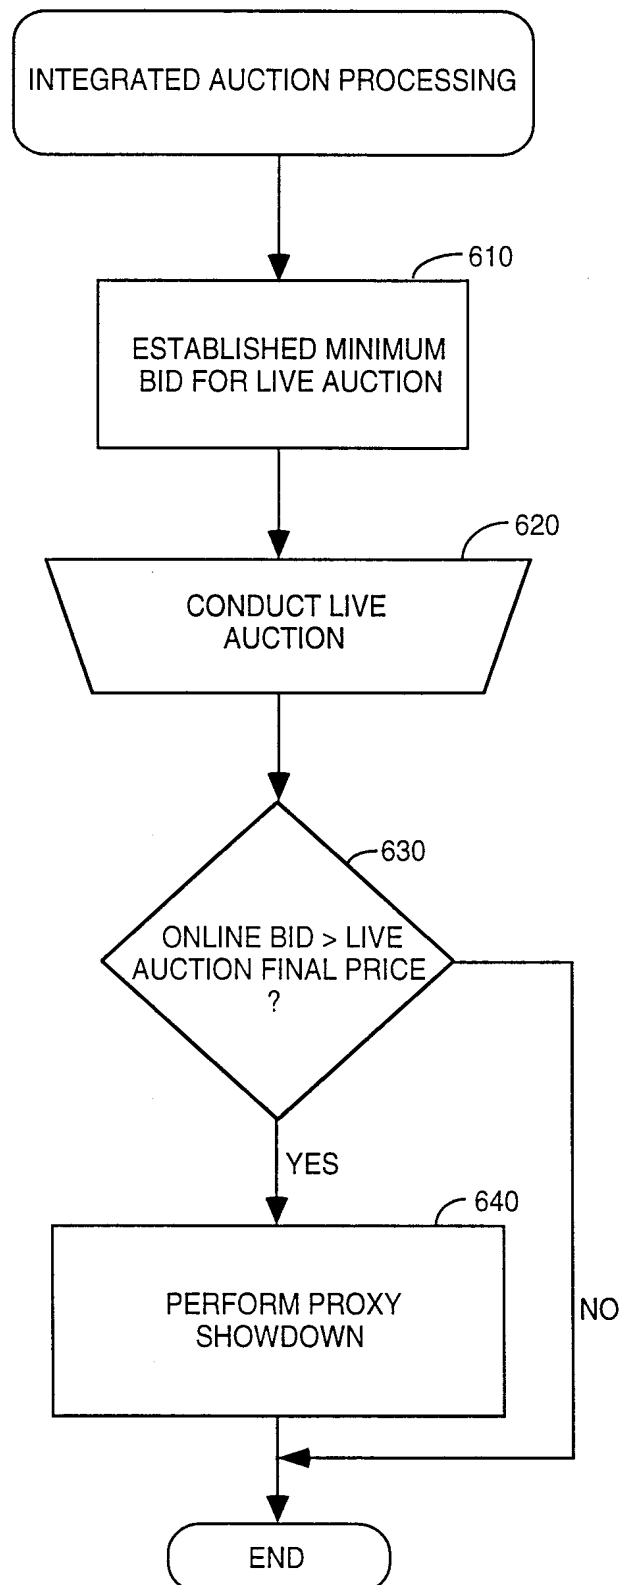 INTEGRATED AUCTION PROCESSING
610
ESTABLISHED MINIMUM
BID FOR LIVE AUCTION
620
CONDUCT LIVE
AUCTION
630
ONLINE BID > LIVE
AUCTION FINAL PRICE
?
YES
640
PERFORM PROXY
SHOWDOWN
NO
END